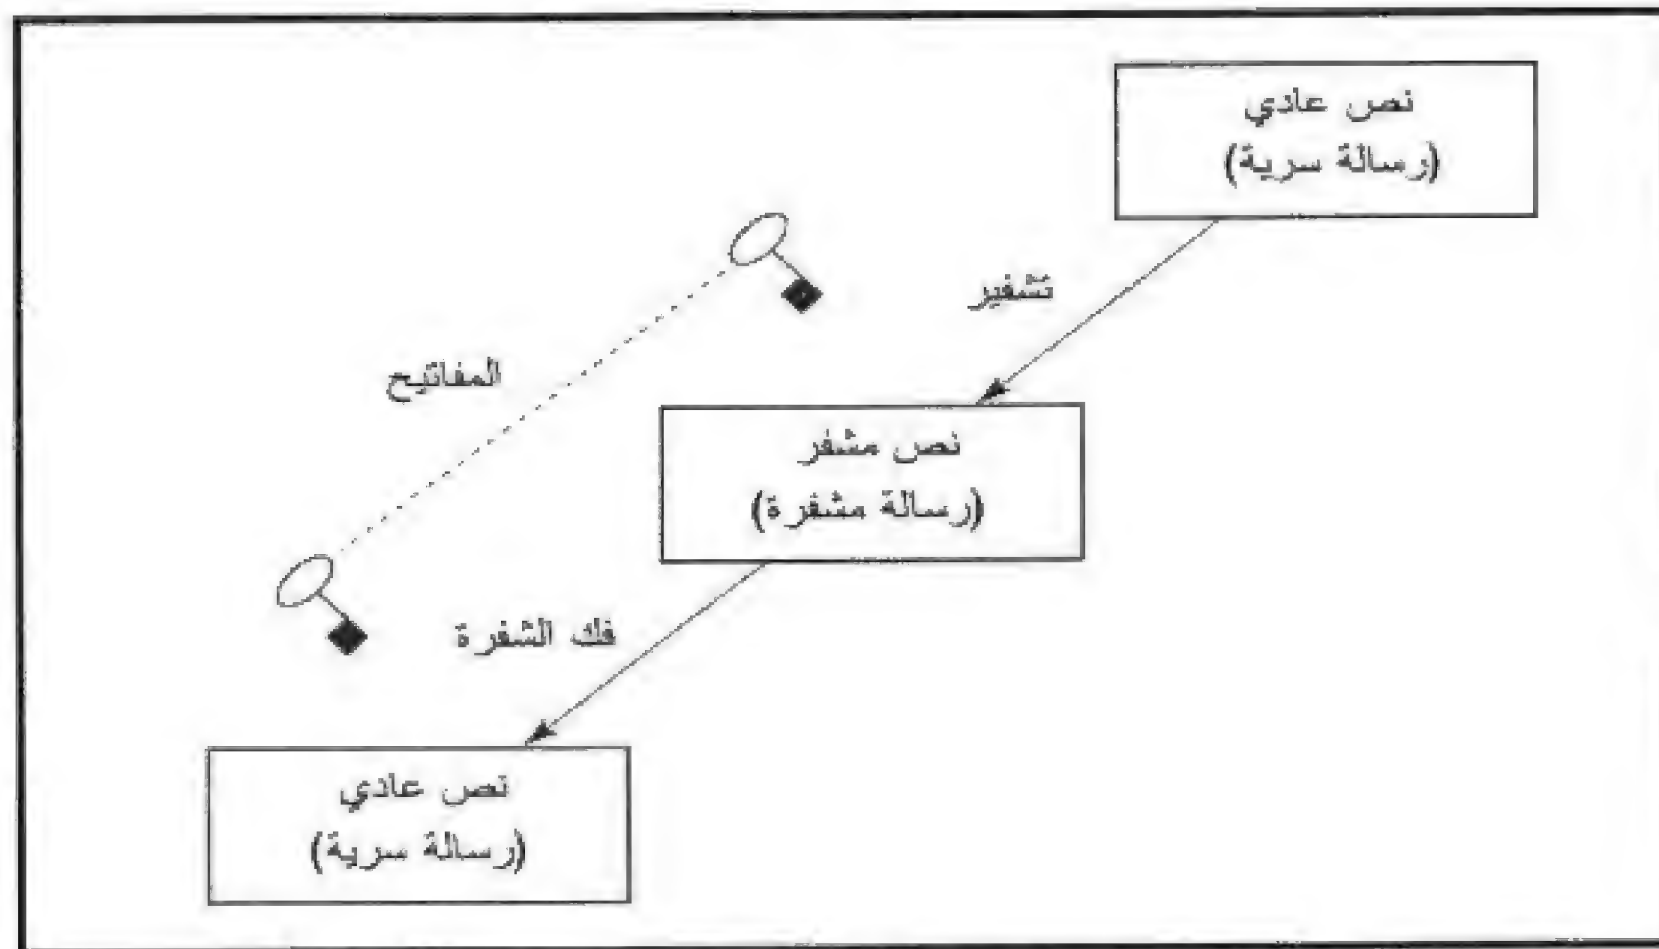 نص عادي
(رسالة سرية)
تشفير
المفاتيح
نص مشفر
(رسالة مشفرة)
فك الشفرة
نص عادي
(رسالة سرية)